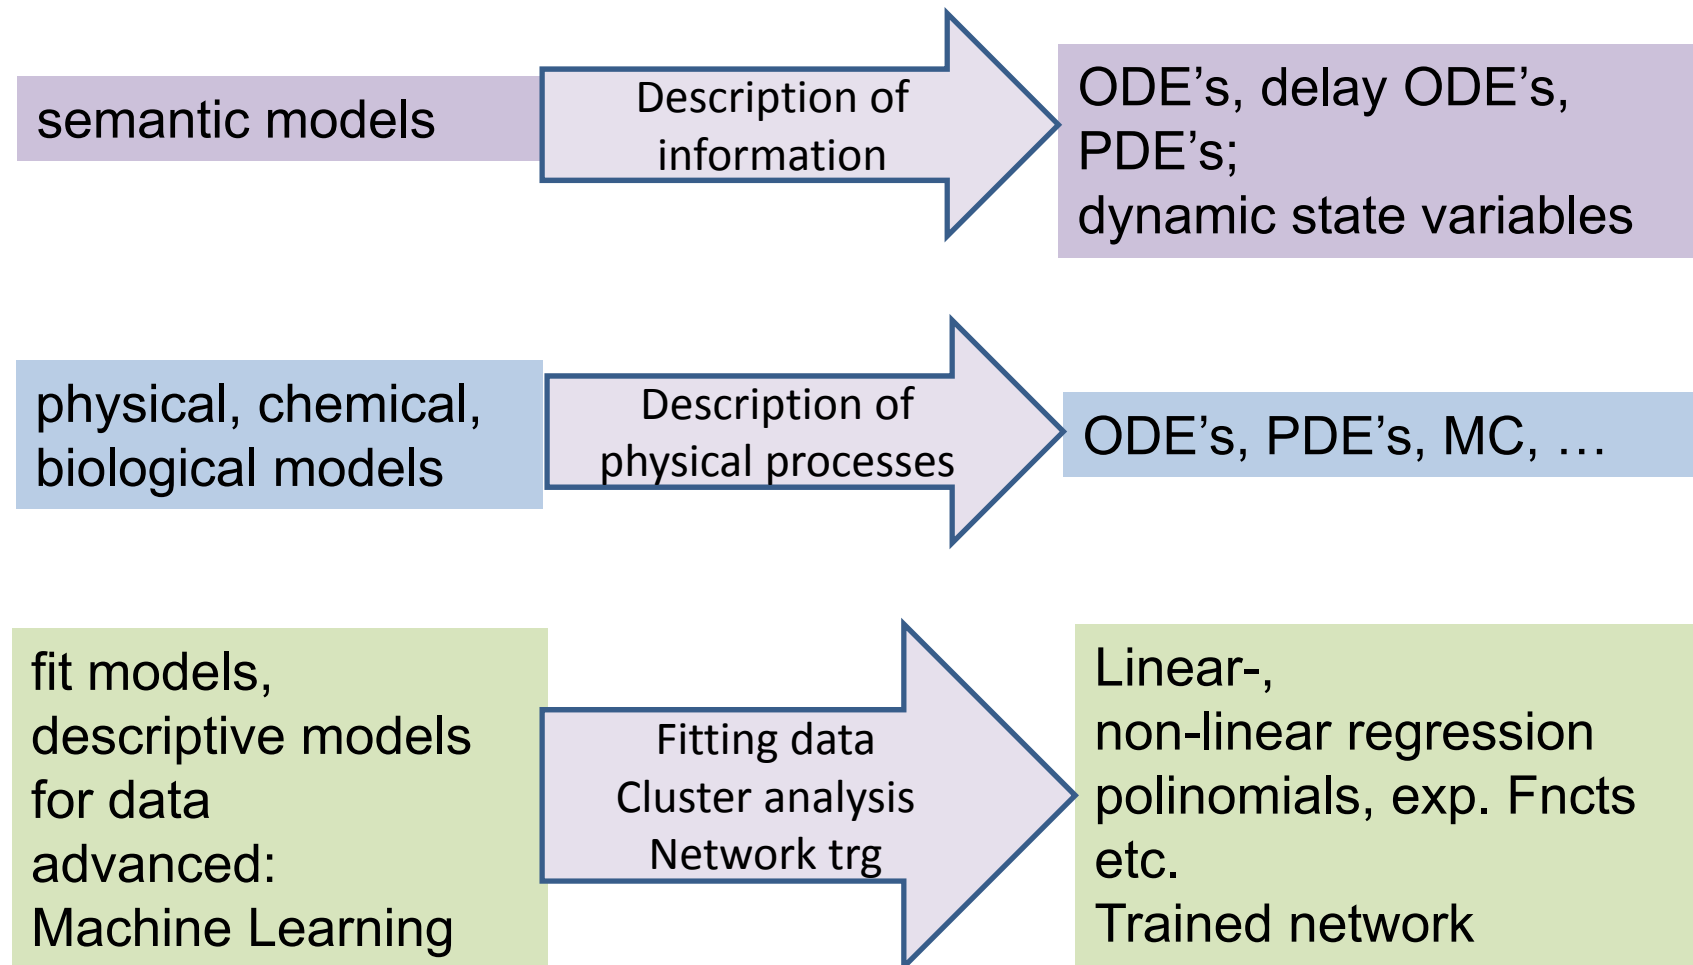 semantic models
Description of
information
ODE’s, delay ODE’s,
PDE’s;
dynamic state variables
physical, chemical,
biological models
Description of
physical processes
ODE’s, PDE’s, MC, …
fit models,
descriptive models
for data
advanced:
Machine Learning
Fitting data
Cluster analysis
Network trg
Linear-,
non-linear regression
polinomials, exp. Fncts
etc.
Trained network